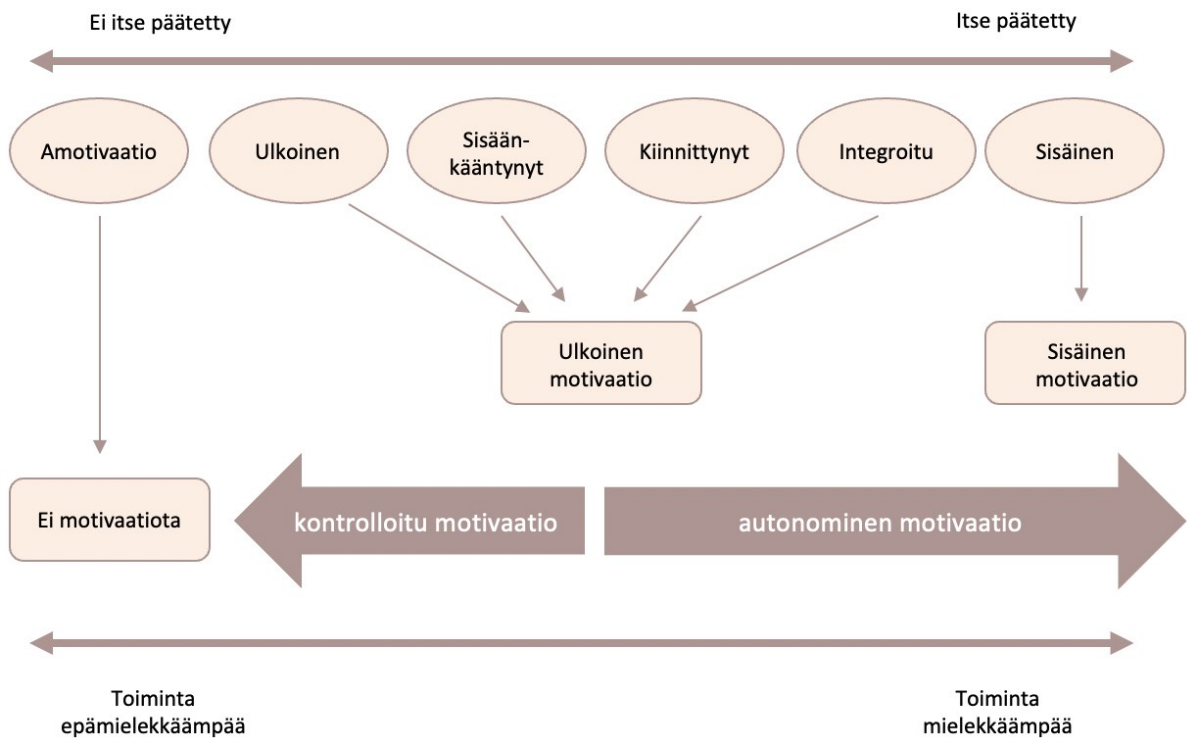 Ei itse päätetty
Itse päätetty
Amotivaatio
Ulkoinen
Sisään-
kääntynyt
Kiinnittynyt
Integroitu
Sisäinen
Ulkoinen
motivaatio
Sisäinen
motivaatio
Ei motivaatiota
kontrolloitu motivaatio
autonominen motivaatio
Toiminta
epämielekkäämpää
Toiminta
mielekkäämpää